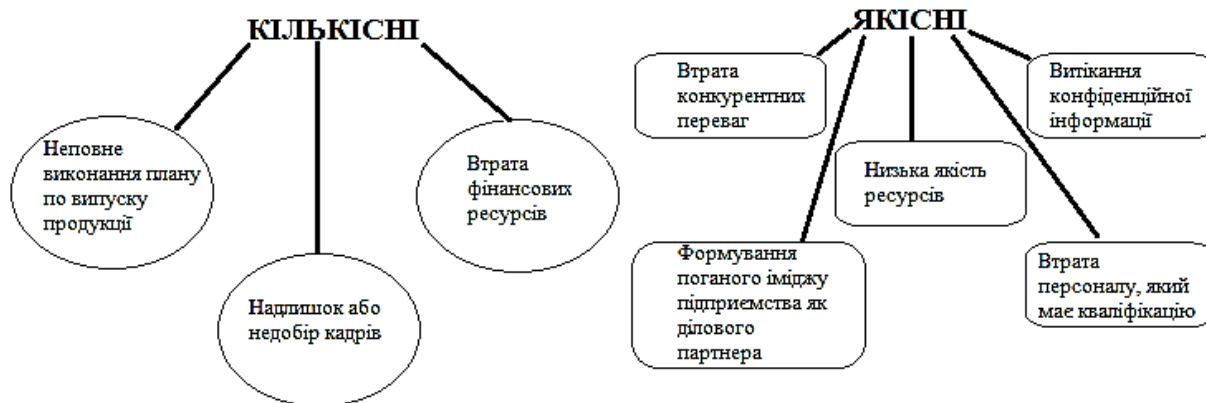 КІЛЬКІСНІ
Неповне
виконання плану
по випуску
продукції
Надлишок або
недобір кадрів
Втрата
фінансових
ресурсів
ЯКІСНІ
Втрата
конкурентних
переваг
Формування
поганого іміджу
підприємства як
ділового
партнера
Низька якість
ресурсів
Витікання
конфіденційної
інформації
Втрата
персоналу, який
має кваліфікацію